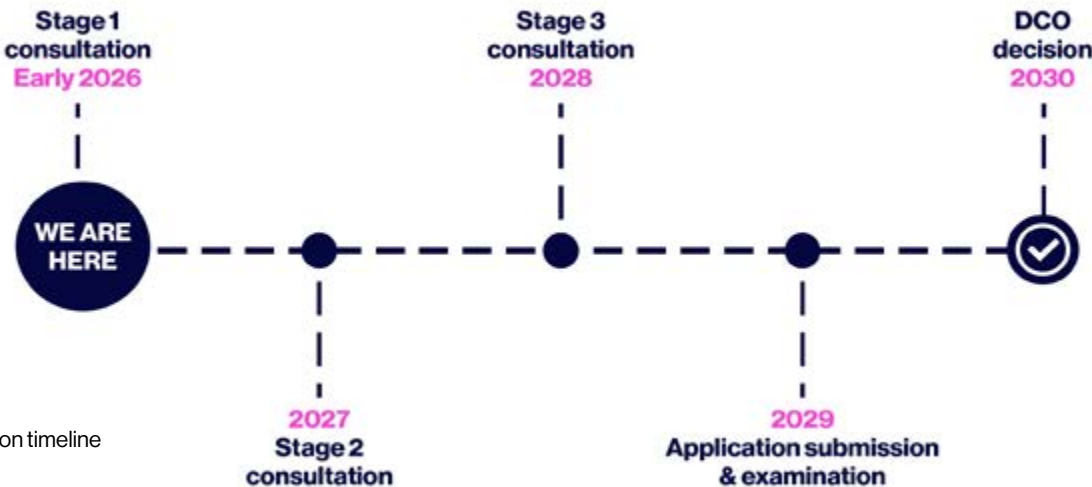 Stage 1
consultation
Early 2026
Stage 3
consultation
2028
DCO
decision
2030
WE ARE
HERE
2027
Stage 2
consultation
2029
Application submission
& examination
on timeline